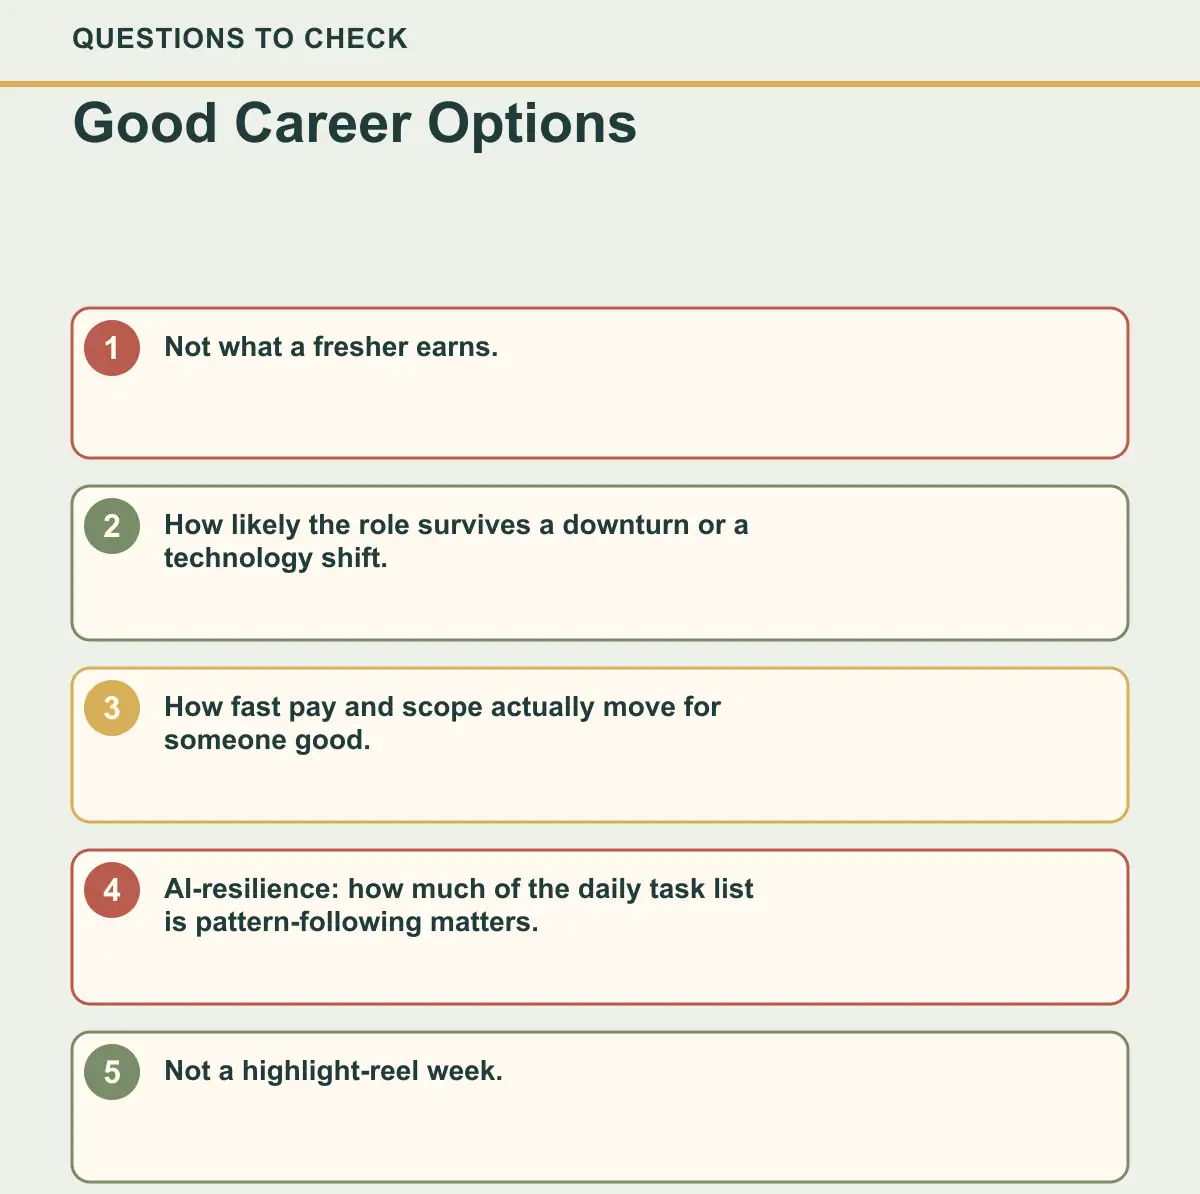 QUESTIONS TO CHECK
Good Career Options
1
Not what a fresher earns.
2
How likely the role survives a downturn or a
technology shift.
3
How fast pay and scope actually move for
someone good.
4
AI-resilience: how much of the daily task list
is pattern-following matters.
5
Not a highlight-reel week.